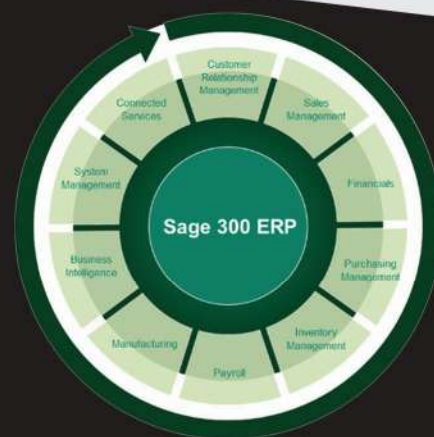 Customer
Relationship
Management
Sales
Management
Financials
Purchasing
Management
Inventory
Management
Payroll
Manufacturing
Business
Intelligence
System
Management
Connected
Services
Sage 300 ERP